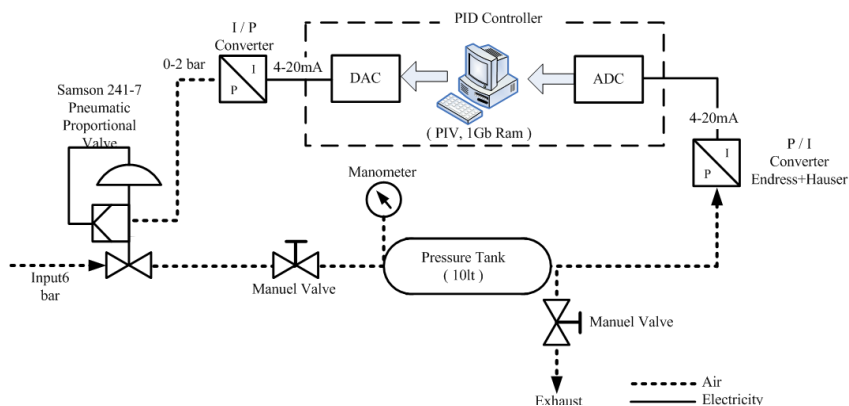 I / P
Converter
PID Controller
0-2 bar
I
P
4-20mA
DAC
ADC
( PIV, 1Gb Ram )
4-20mA
Samson 241-7
Pneumatic
Proportional
Valve
I
P
P / I
Converter
Endress+Hauser
Manometer
Input6
bar
Manuel Valve
Pressure Tank
( 10lt )
Manuel Valve
Exhaust
Air
Electricity